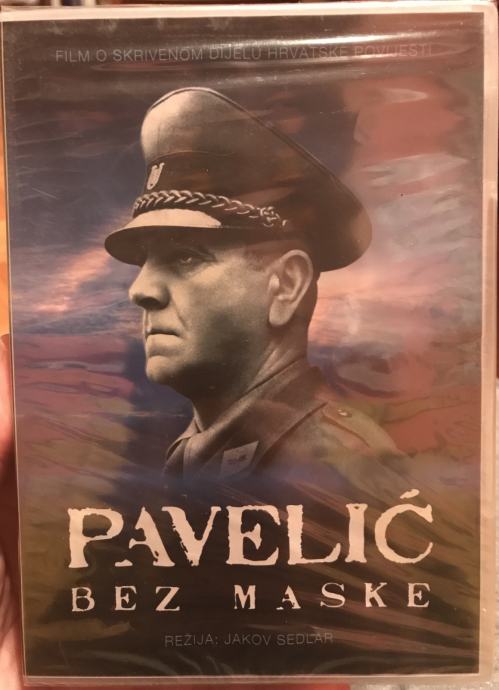 FILM O SKRIVENOM DIJELU HRVATSKE POVIJESTI
PAVELIĆ
BEZ MASKE
REŽIJA: JAKOV SEDLAR